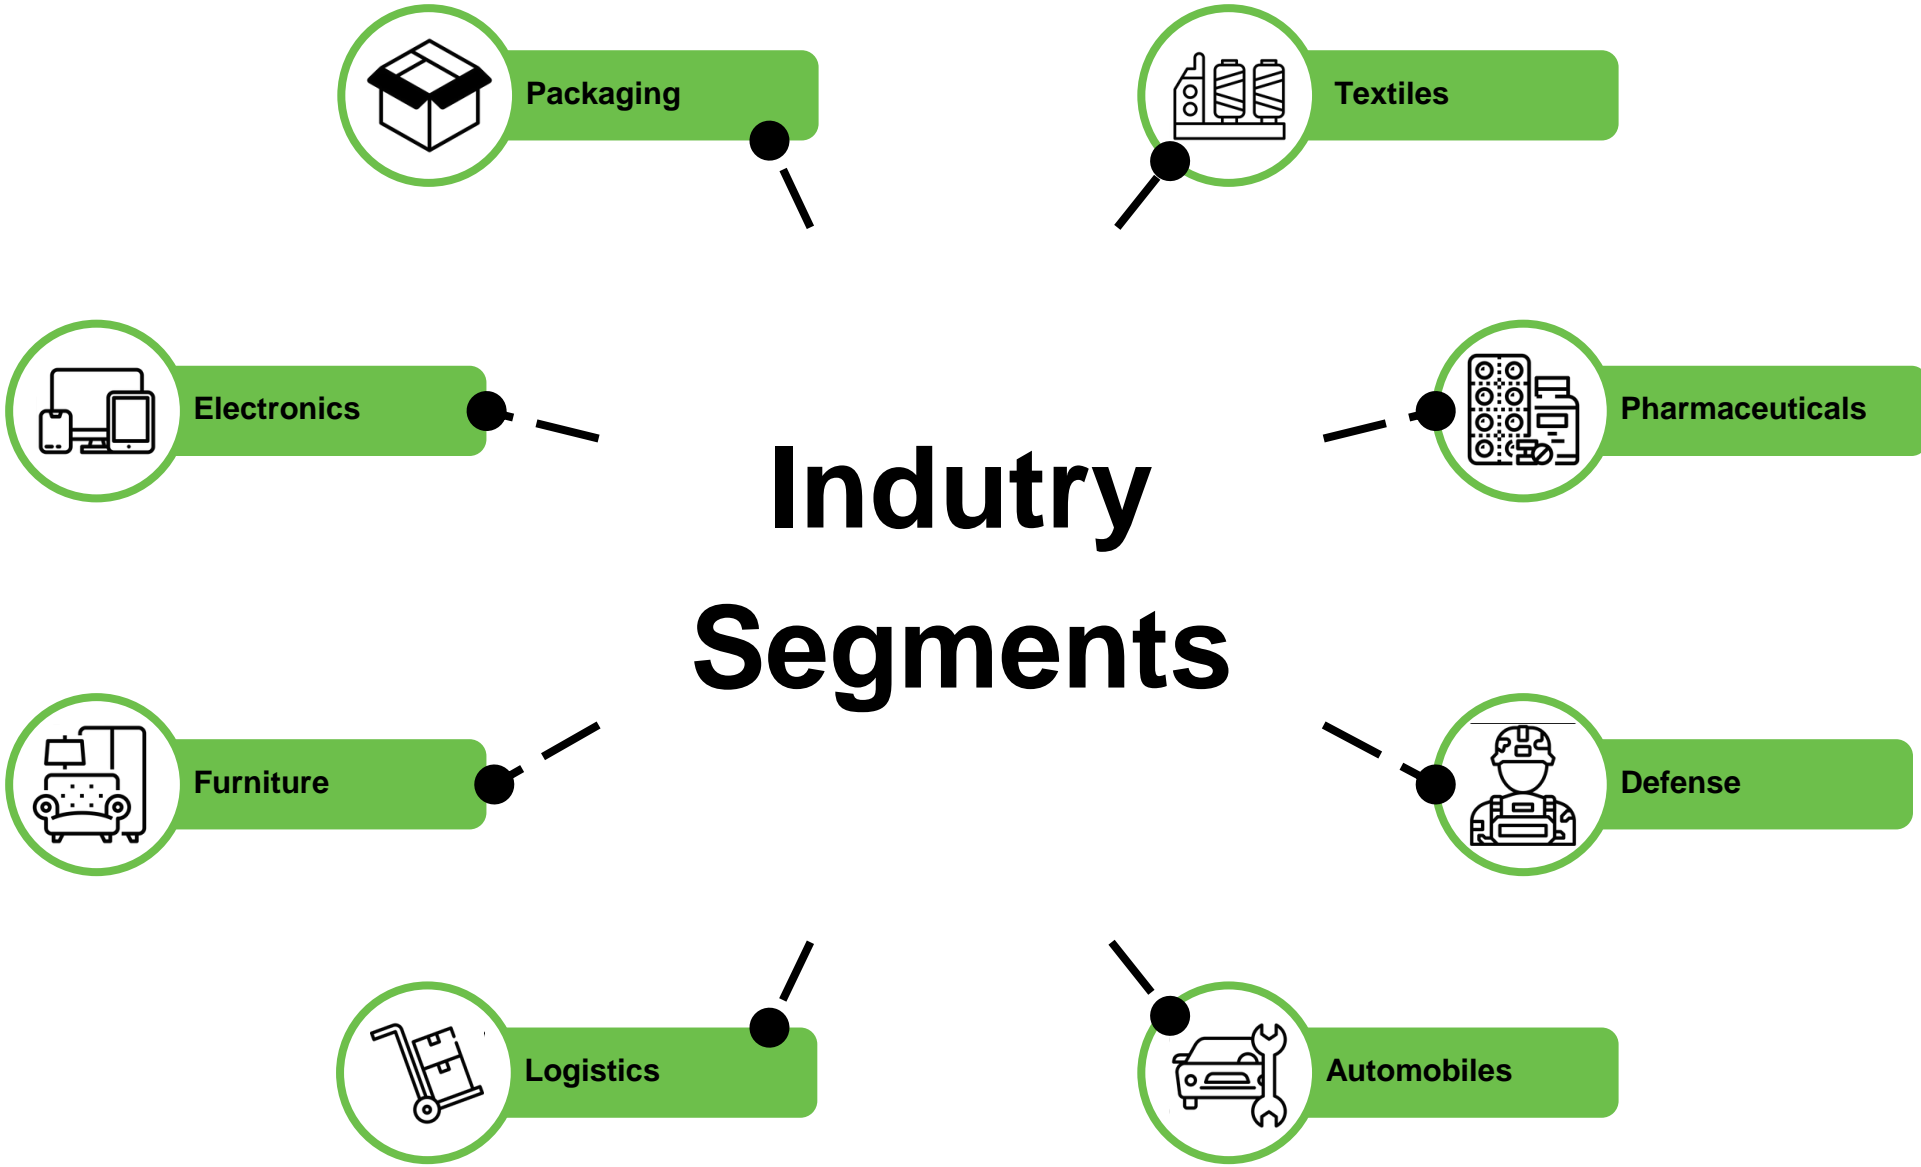 Packaging
Textiles
Electronics
Pharmaceuticals
Indutry
Segments
Furniture
Defense
Logistics
Automobiles